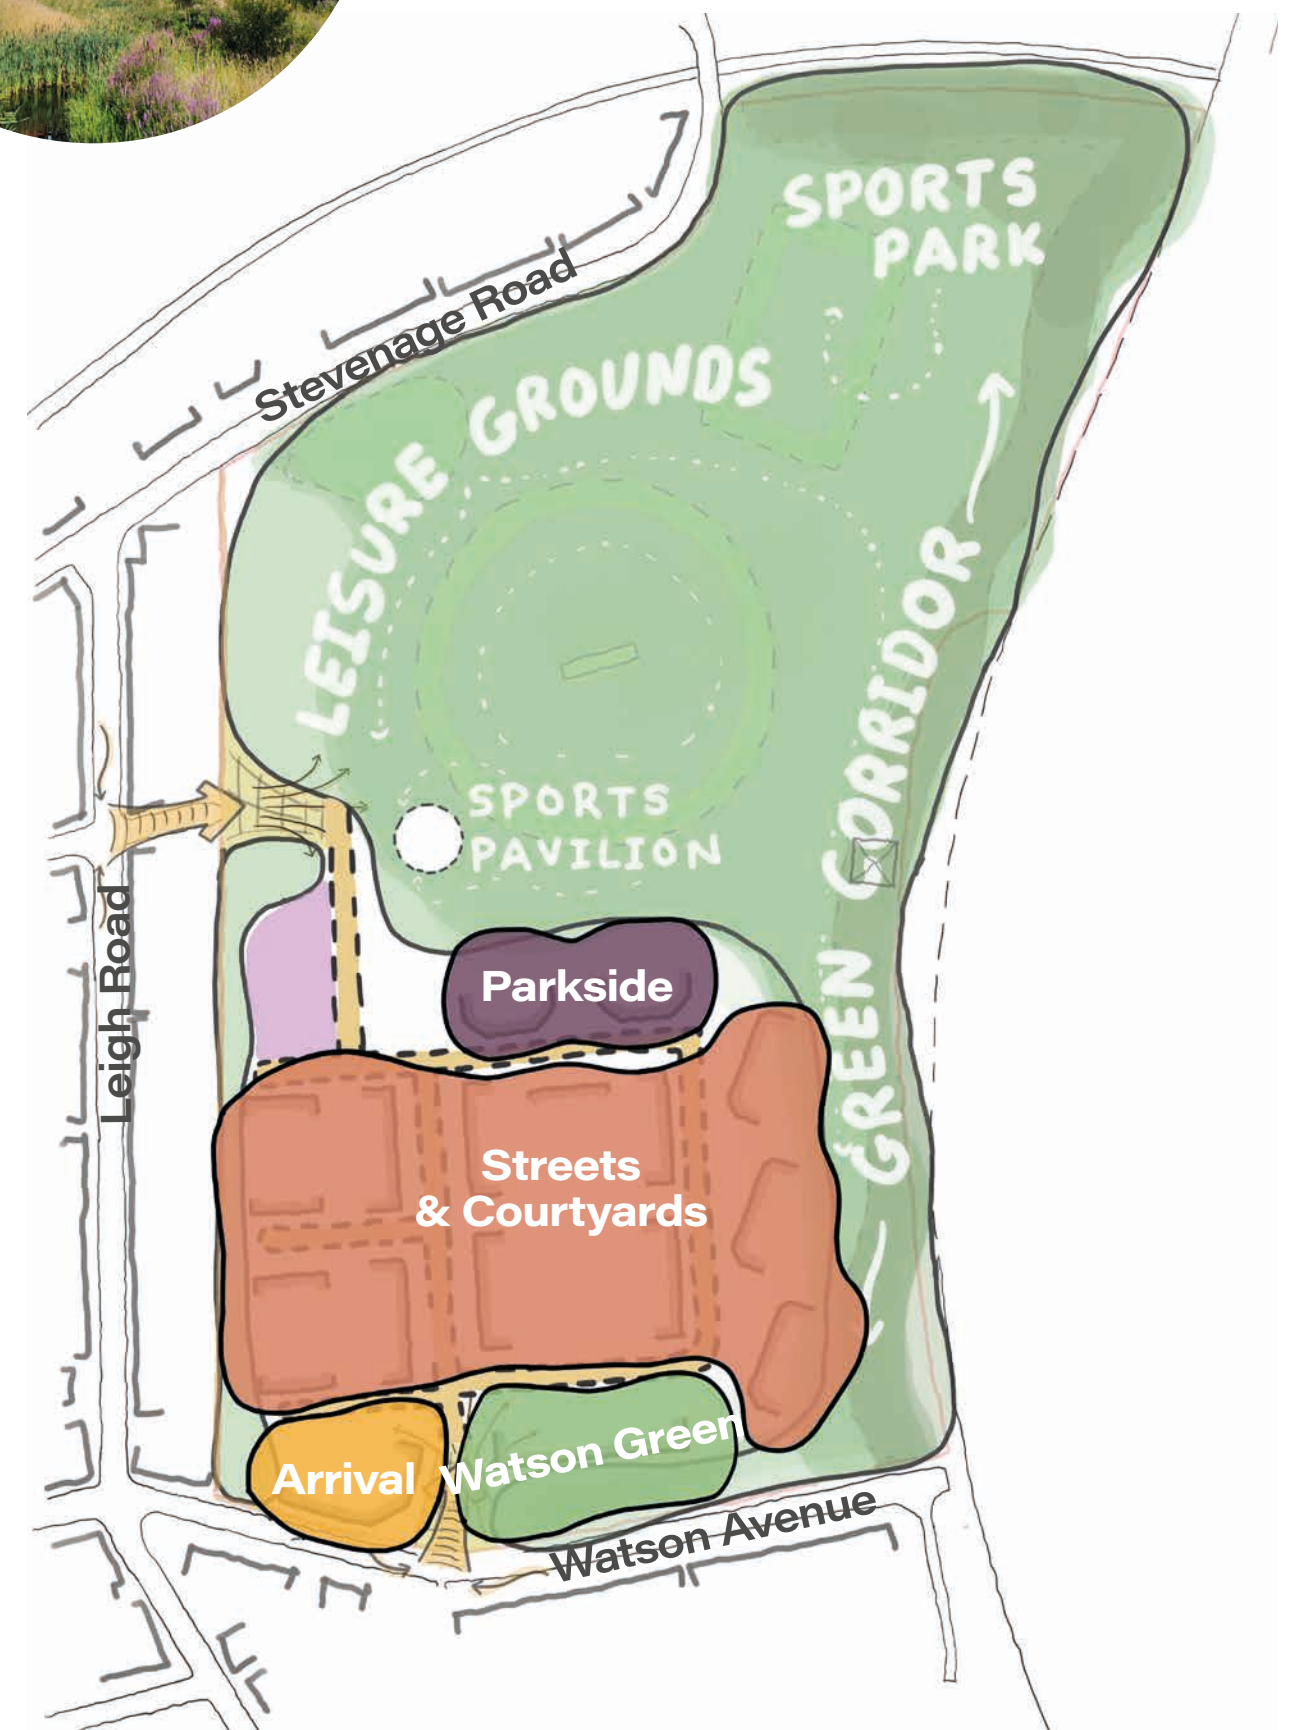 SPORTS
PARK
Stevenage Road
LEISURE GROUNDS
GREEN CORRIDOR
SPORTS
PAVILION
Leigh Road
Parkside
Streets
& Courtyards
Arrival
Watson Green
Watson Avenue